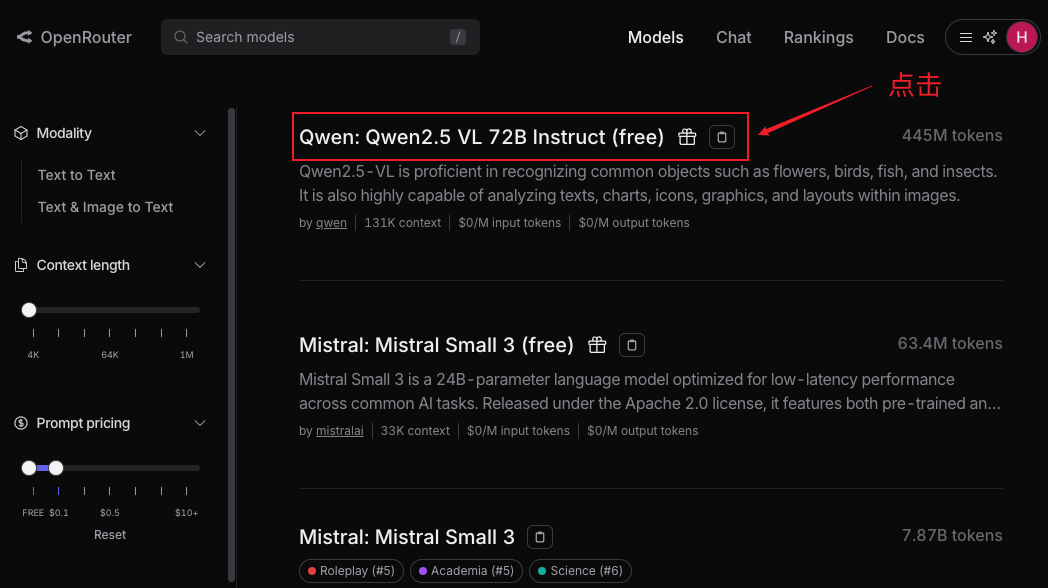 OpenRouter
Search models
/
Models
Chat
Rankings
Docs
H
点击
Modality
Text to Text
Text & Image to Text
Context length
4K 64K 1M
Prompt pricing
FREE $0.1 $0.5 $10+
Reset
Qwen: Qwen2.5 VL 72B Instruct (free)
445M tokens
Qwen2.5-VL is proficient in recognizing common objects such as flowers, birds, fish, and insects.
It is also highly capable of analyzing texts, charts, icons, graphics, and layouts within images.
by qwen 131K context $0/M input tokens $0/M output tokens
Mistral: Mistral Small 3 (free)
63.4M tokens
Mistral Small 3 is a 24B-parameter language model optimized for low-latency performance
across common AI tasks. Released under the Apache 2.0 license, it features both pre-trained an...
by mistralai 33K context $0/M input tokens $0/M output tokens
Mistral: Mistral Small 3
7.87B tokens
Roleplay (#5) Academia (#5) Science (#6)